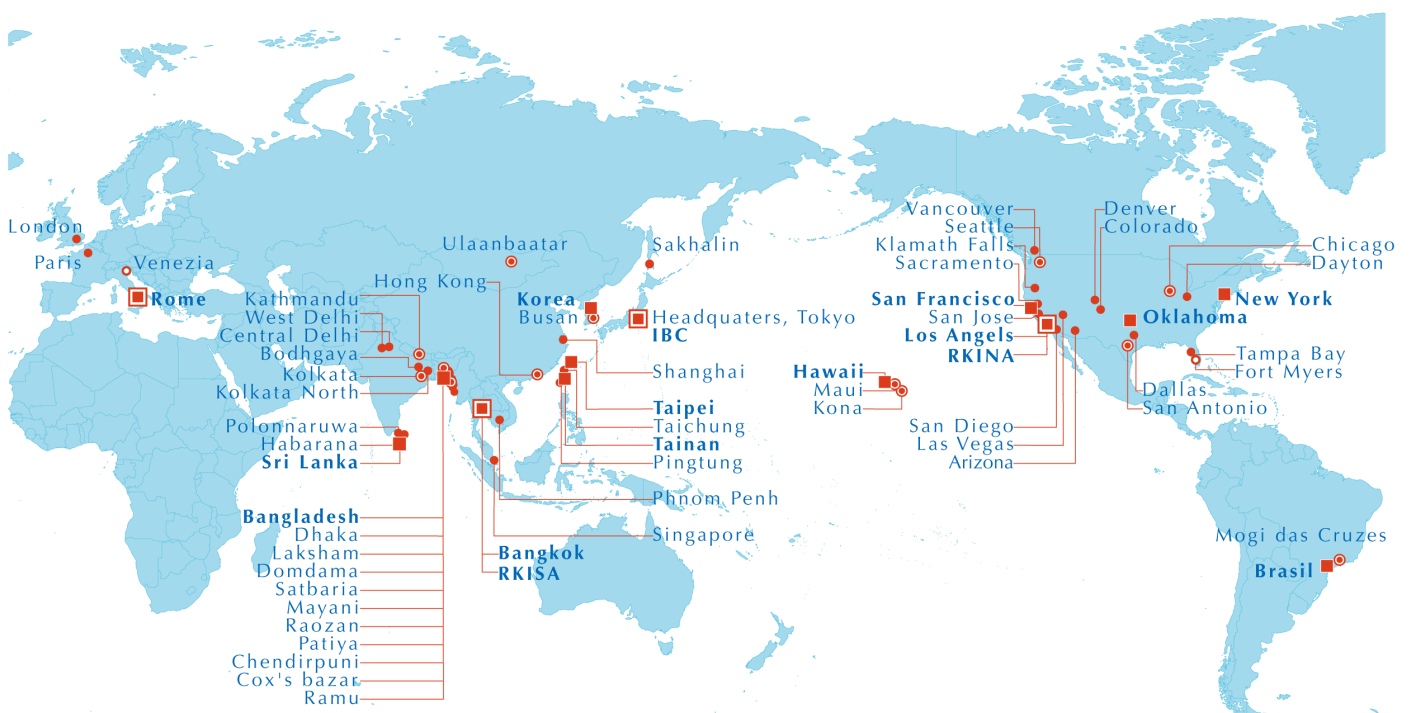 London
Paris
Venezia
Rome
Ulaanbaatar
Hong Kong
Kathmandu
West Delhi
Central Delhi
Bodhgaya
Kolkata
Kolkata North
Polonnaruwa
Habarana
Sri Lanka
Bangladesh
Dhaka
Laksham
Domdama
Satbaria
Mayani
Raozan
Patiya
Chendirpuni
Cox's bazar
Ramu
Korea
Busan
Sakhalin
Headquaters, Tokyo
IBC
Shanghai
Taipei
Taichung
Tainan
Pingtung
Phnom Penh
Singapore
Bangkok
RKISA
Hawaii
Maui
Kona
Vancouver
Seattle
Klamath Falls
Sacramento
San Francisco
San Jose
Los Angels
RKINA
San Diego
Las Vegas
Arizona
Denver
Colorado
Chicago
Dayton
New York
Oklahoma
Tampa Bay
Fort Myers
Dallas
San Antonio
Mogi das Cruzes
Brasil